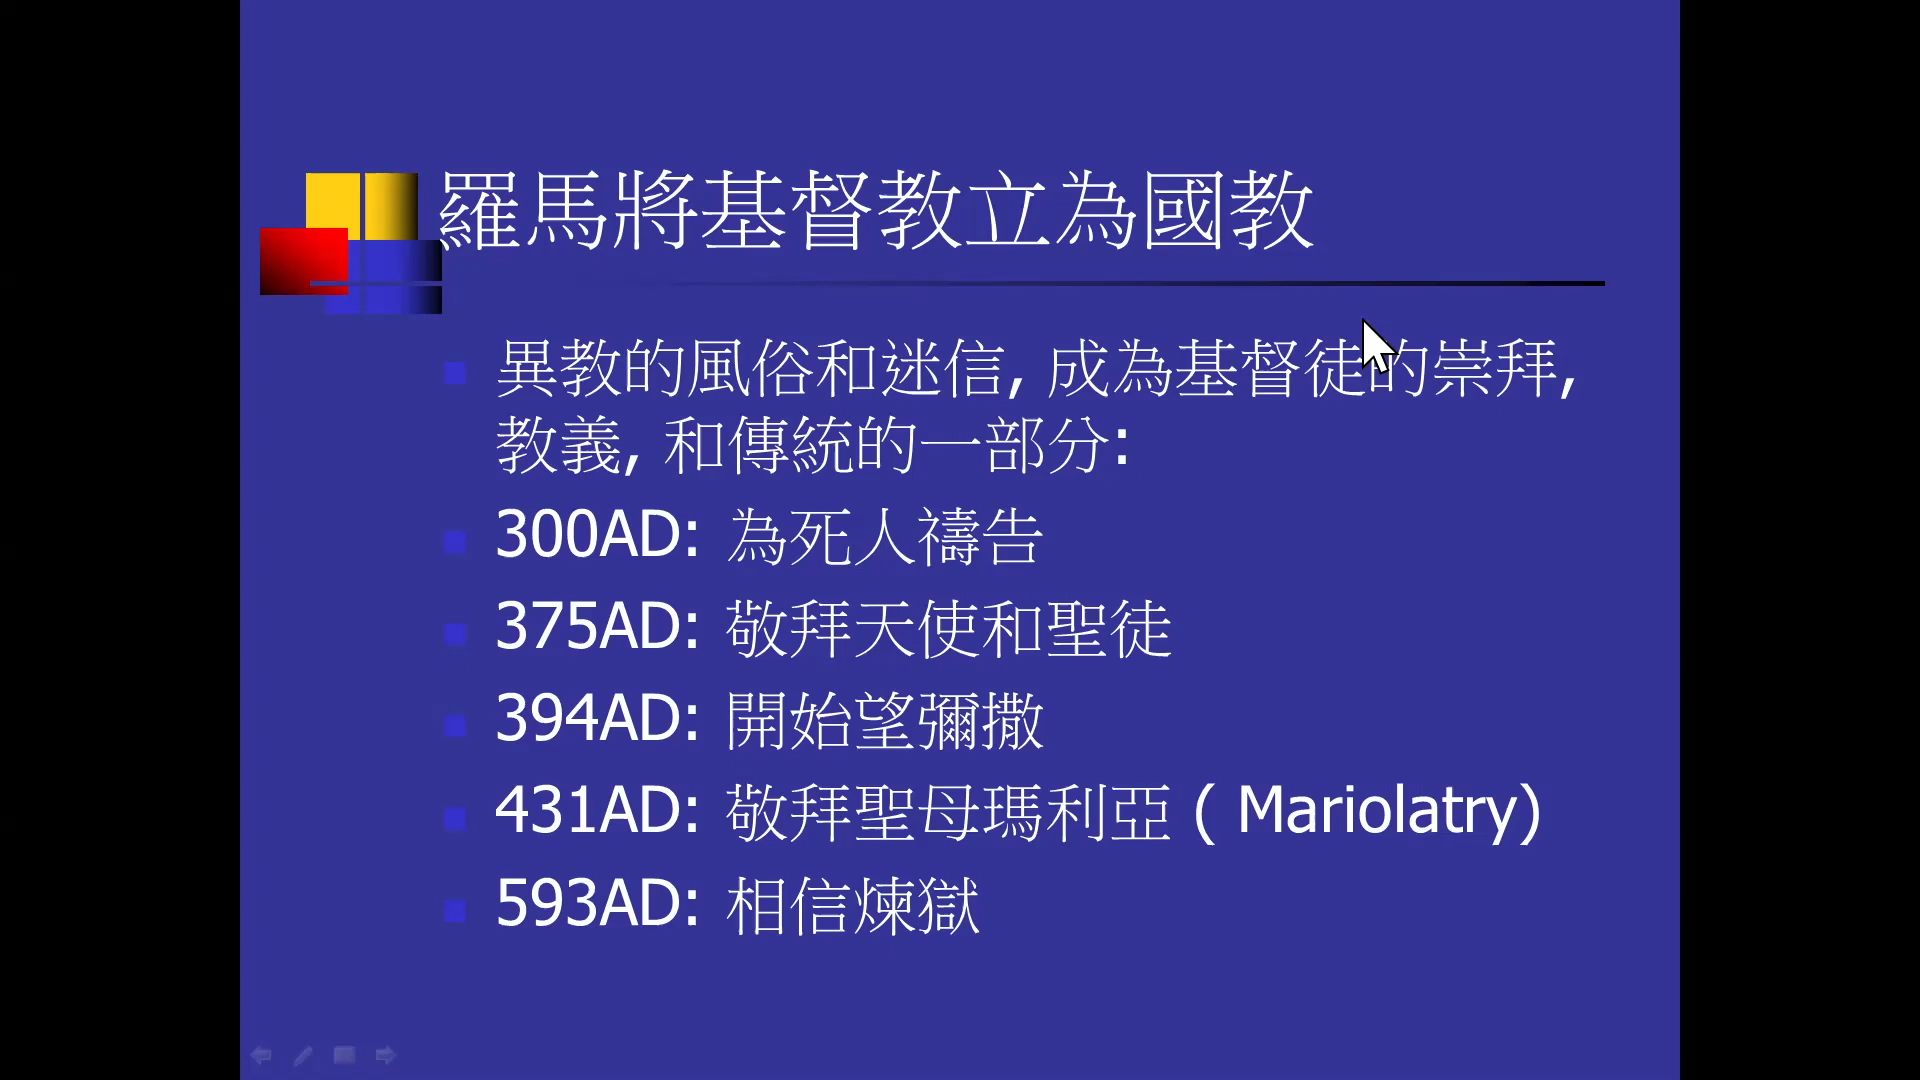 羅馬將基督教立為國教
異教的風俗和迷信, 成為基督徒的崇拜,
教義, 和傳統的一部分:
300AD: 為死人禱告
375AD: 敬拜天使和聖徒
394AD: 開始望彌撒
431AD: 敬拜聖母瑪利亞 ( Mariolatry)
593AD: 相信煉獄